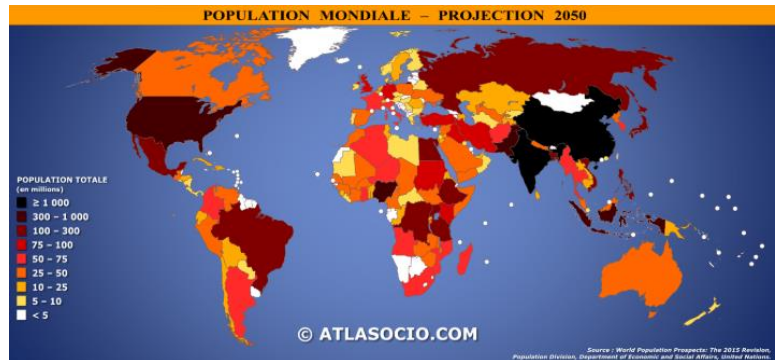 POPULATION MONDIALE – PROJECTION 2050
POPULATION TOTALE
(en millions)
≥ 1 000
300 – 1 000
100 – 300
75 – 100
50 – 75
25 – 50
10 – 25
5 – 10
< 5
© ATLASOCIO.COM
Source : World Population Prospects: The 2015 Revision,
Population Division, Department of Economic and Social Affairs, United Nations.